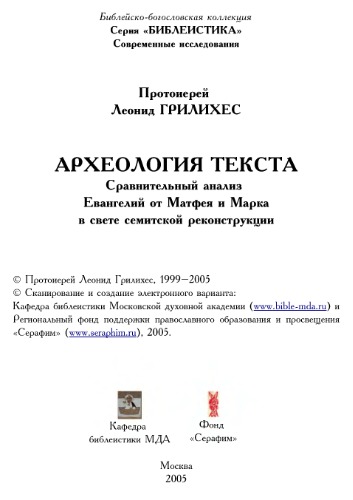 Библейско-богословская коллекция
Серия «БИБЛЕИСТИКА»
Современные исследования
Протоиерей
Леонид ГРИЛИХЕС
АРХЕОЛОГИЯ ТЕКСТА
Сравнительный анализ
Евангелий от Матфея и Марка
в свете семитской реконструкции
© Протоиерей Леонид Грилихес, 1999–2005
© Сканирование и создание электронного варианта:
Кафедра библеистики Московской духовной академии (www.bible-mda.ru) и
Региональный фонд поддержки православного образования и просвещения
«Серафим» (www.seraphim.ru), 2005.
Кафедра
библеистики МДА
Фонд
«Серафим»
Москва
2005